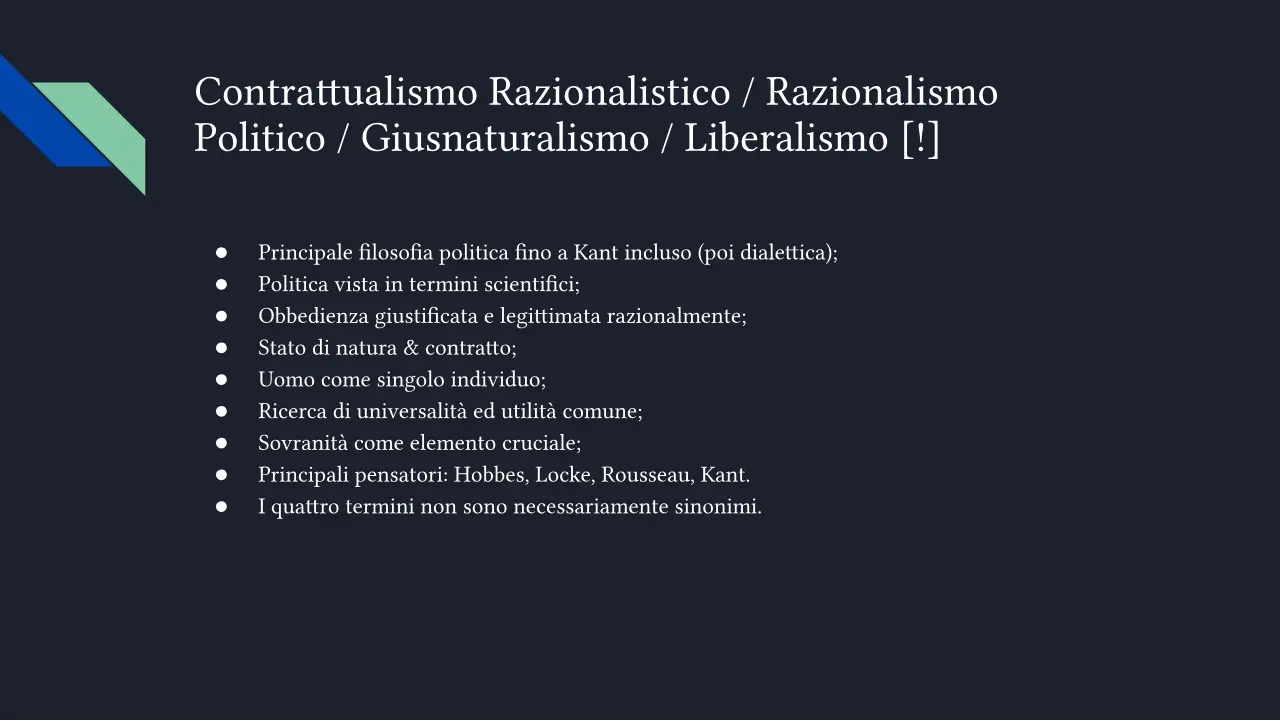 Contrattualismo Razionalistico / Razionalismo
Politico / Giusnaturalismo / Liberalismo [!]
● Principale filosofia politica fino a Kant incluso (poi dialettica);
● Politica vista in termini scientifici;
● Obbedienza giustificata e legittimata razionalmente;
● Stato di natura & contratto;
● Uomo come singolo individuo;
● Ricerca di universalità ed utilità comune;
● Sovranità come elemento cruciale;
● Principali pensatori: Hobbes, Locke, Rousseau, Kant.
● I quattro termini non sono necessariamente sinonimi.